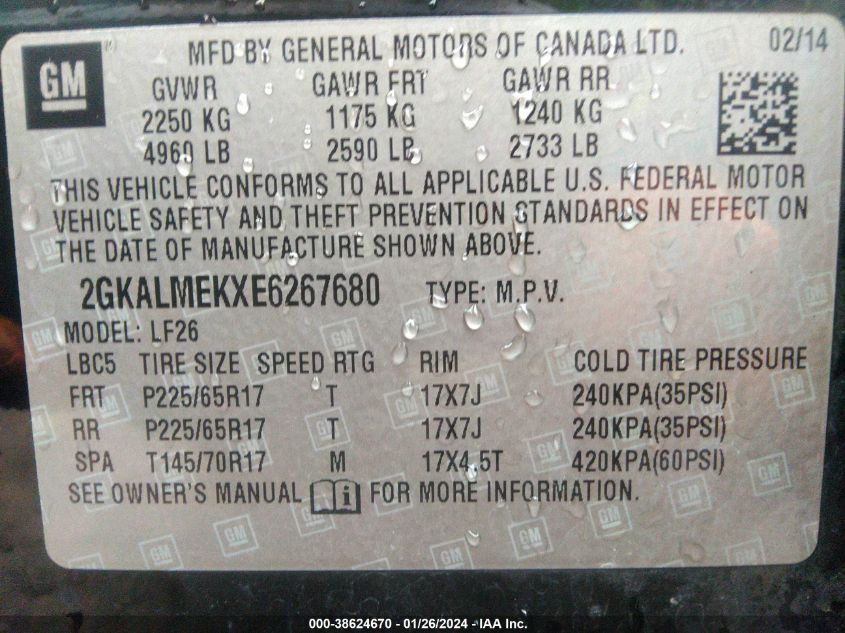 GM MFD BY GENERAL MOTORS OF CANADA LTD. 02/14
GVWR GAWR FRT GAWR RR
2250 KG 1175 KG 1240 KG
4960 LB 2590 LB 2733 LB
THIS VEHICLE CONFORMS TO ALL APPLICABLE U.S. FEDERAL MOTOR
VEHICLE SAFETY AND THEFT PREVENTION STANDARDS IN EFFECT ON
THE DATE OF MANUFACTURE SHOWN ABOVE.
2GKALMEKXE6267680 TYPE: M.P.V.
MODEL: LF26
LBC5 TIRE SIZE SPEED RTG RIM COLD TIRE PRESSURE
FRT P225/65R17 T 17X7J 240KPA(35PSI)
RR P225/65R17 T 17X7J 240KPA(35PSI)
SPA T145/70R17 M 17X4.5T 420KPA(60PSI)
SEE OWNER'S MANUAL i FOR MORE INFORMATION.
000-38624670 - 01/26/2024 - IAA Inc.